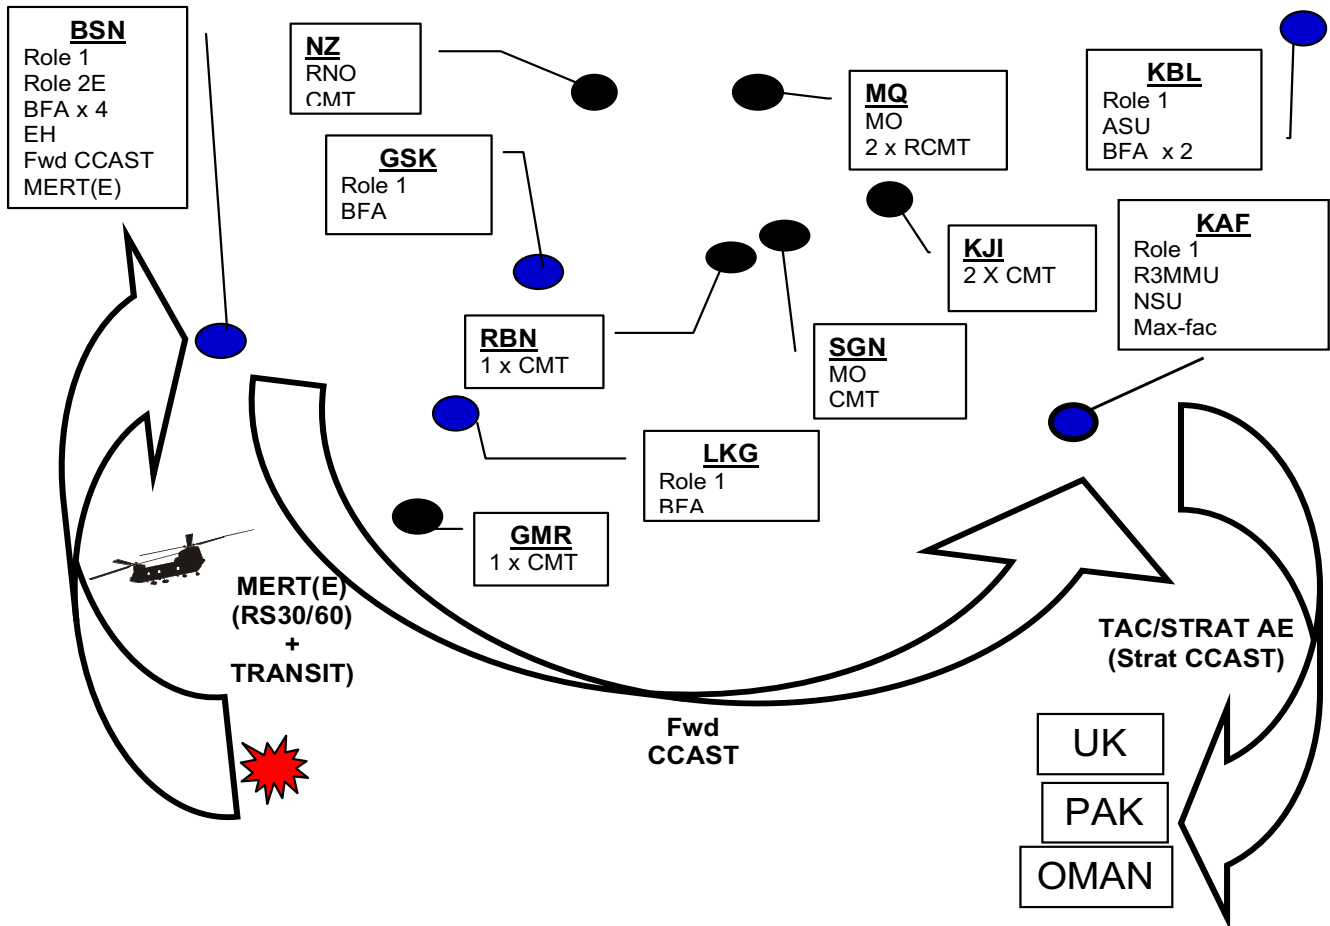 BSN
Role 1
Role 2E
BFA x 4
EH
Fwd CCAST
MERT(E)
NZ
RNO
CMT
GSK
Role 1
BFA
MQ
MO
2 x RCMT
KBL
Role 1
ASU
BFA x 2
KJI
2 X CMT
KAF
Role 1
R3MMU
NSU
Max-fac
RBN
1 x CMT
SGN
MO
CMT
LKG
Role 1
BFA
GMR
1 x CMT
MERT(E)
(RS30/60)
+
TRANSIT)
Fwd
CCAST
TAC/STRAT AE
(Strat CCAST)
UK
PAK
OMAN